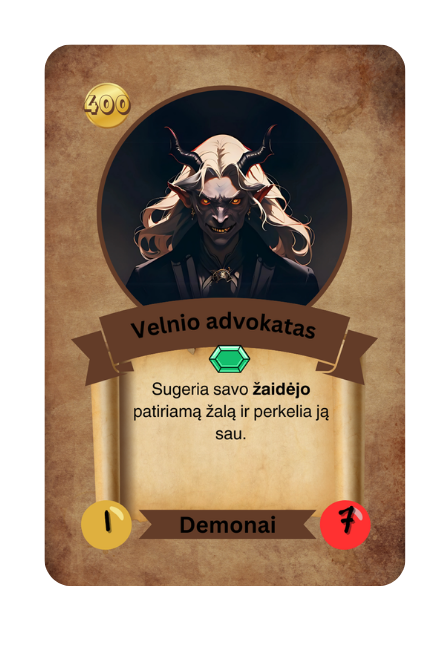 400
Velnio advokatas
Sugeria savo žaidėjo
patiriamą žalą ir perkelia ją
sau.
1 Demonai 7